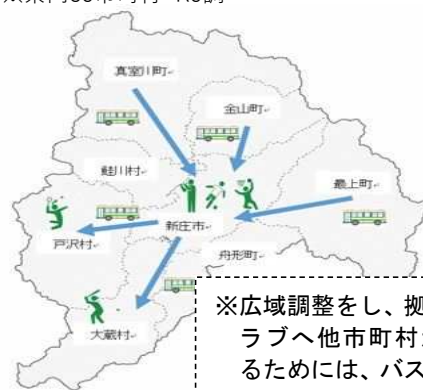 真室川町
金山町
鮭川村
最上町
戸沢村
新庄市
舟形町
大蔵村
※広域調整をし、拠
ラブへ他市町村
るためには、バス